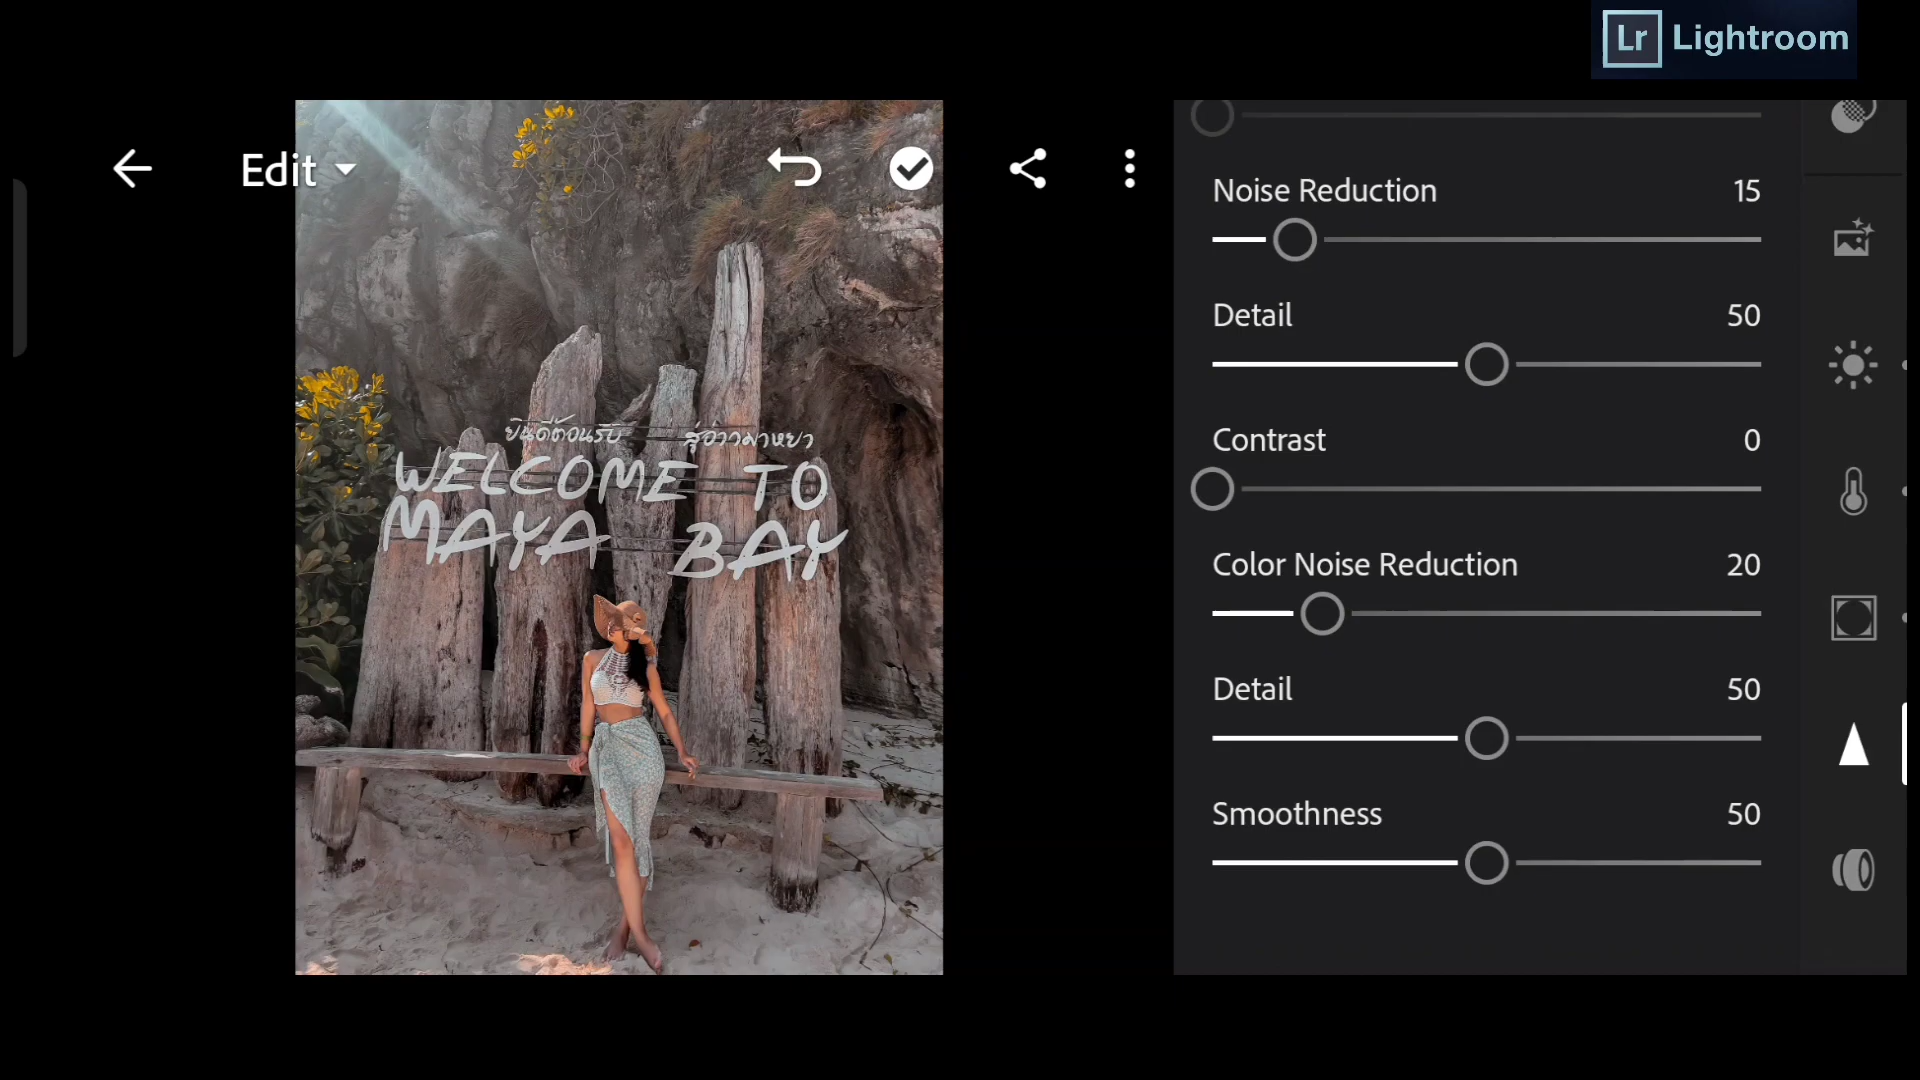 Lr Lightroom
Edit
ยินดีต้อนรับ สู่อ่าวมาหยา
WELCOME TO
MAYA BAY
Noise Reduction 15
Detail 50
Contrast 0
Color Noise Reduction 20
Detail 50
Smoothness 50